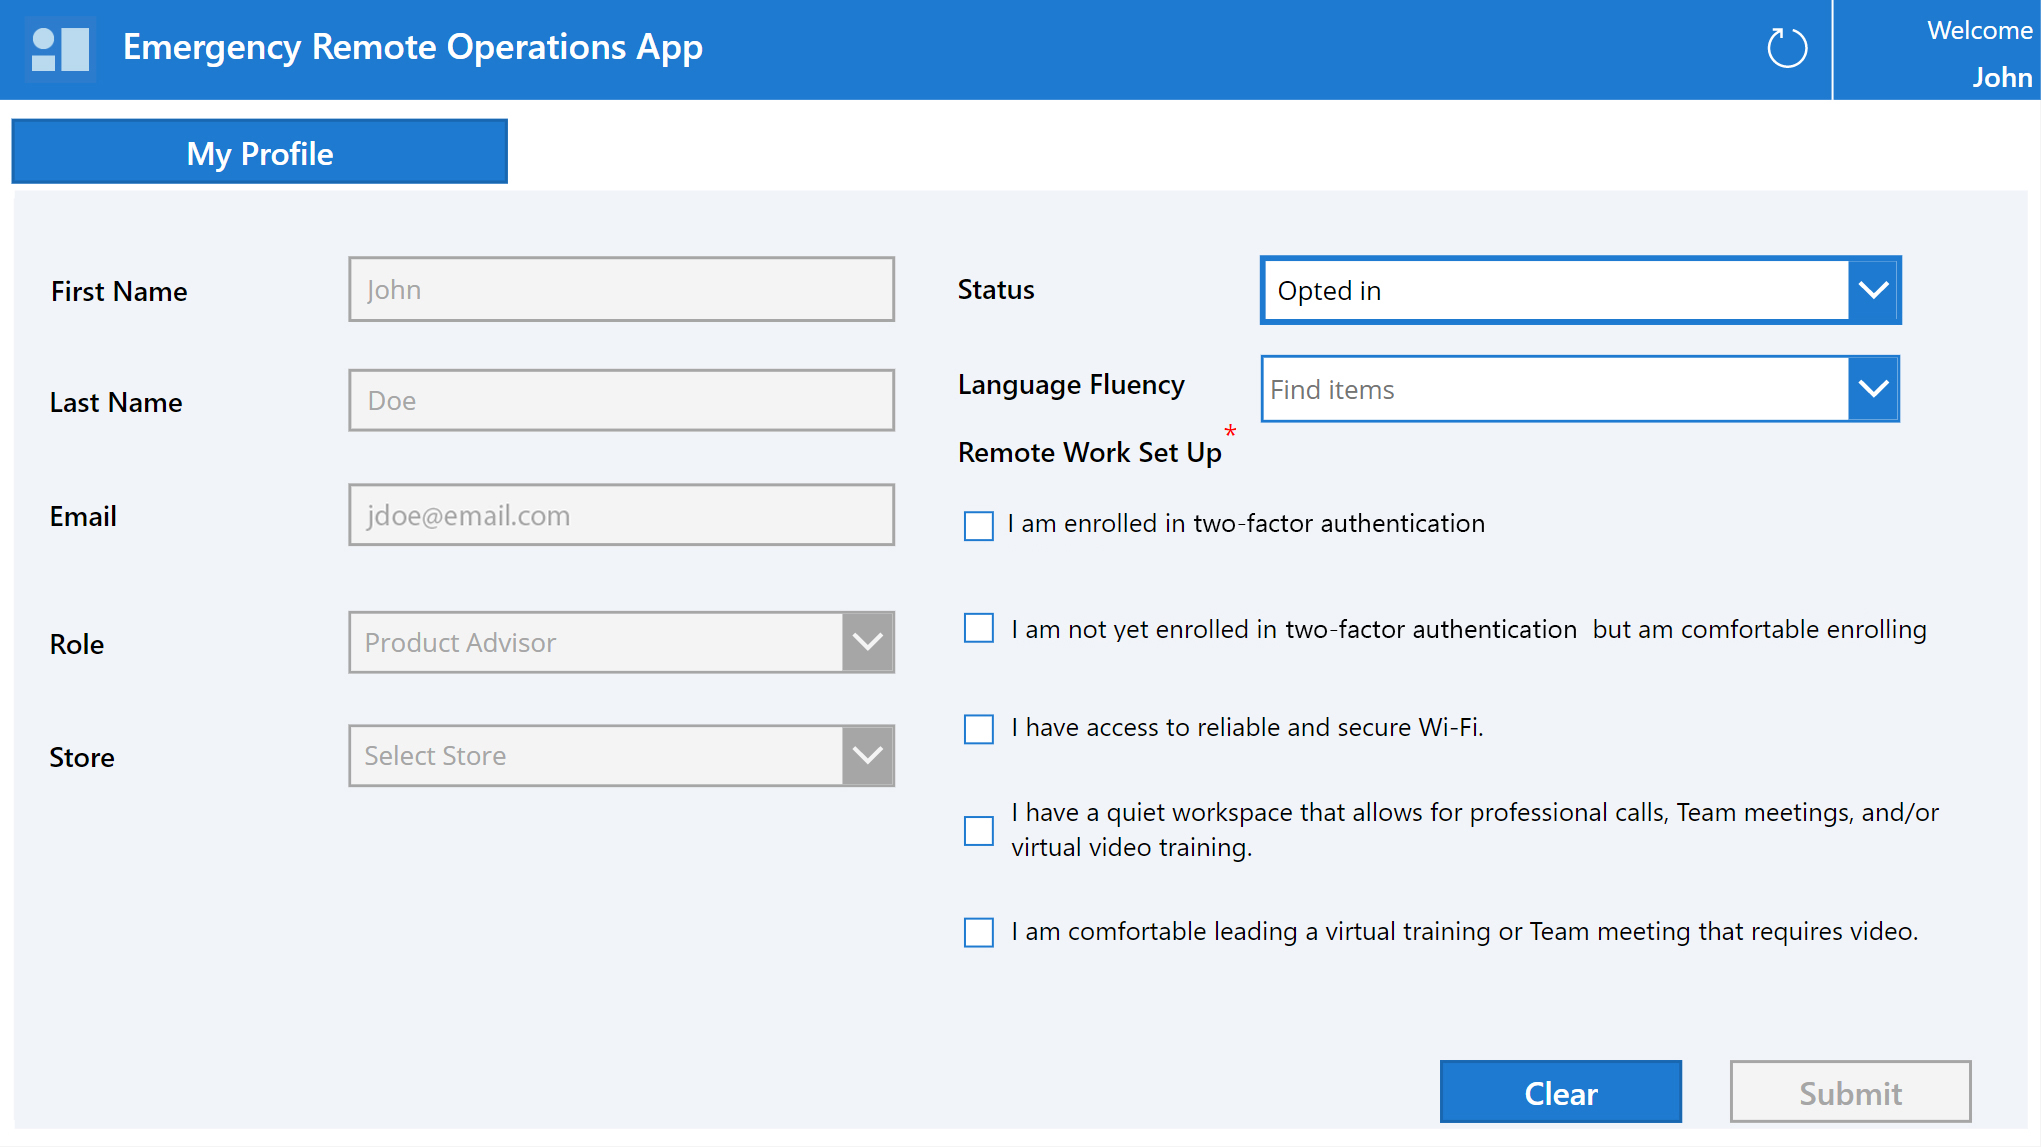 Emergency Remote Operations App
Welcome
John
My Profile
First Name
John
Last Name
Doe
Email
jdoe@email.com
Role
Product Advisor
Store
Select Store
Status
Opted in
Language Fluency
Find items
Remote Work Set Up*
I am enrolled in two-factor authentication
I am not yet enrolled in two-factor authentication but am comfortable enrolling
I have access to reliable and secure Wi-Fi.
I have a quiet workspace that allows for professional calls, Team meetings, and/or
virtual video training.
I am comfortable leading a virtual training or Team meeting that requires video.
Clear
Submit